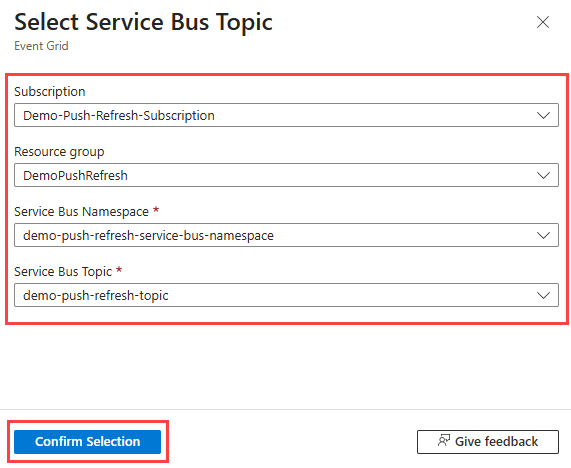 Select Service Bus Topic
Event Grid
Subscription
Demo-Push-Refresh-Subscription
Resource group
DemoPushRefresh
Service Bus Namespace *
demo-push-refresh-service-bus-namespace
Service Bus Topic *
demo-push-refresh-topic
Confirm Selection
Give feedback